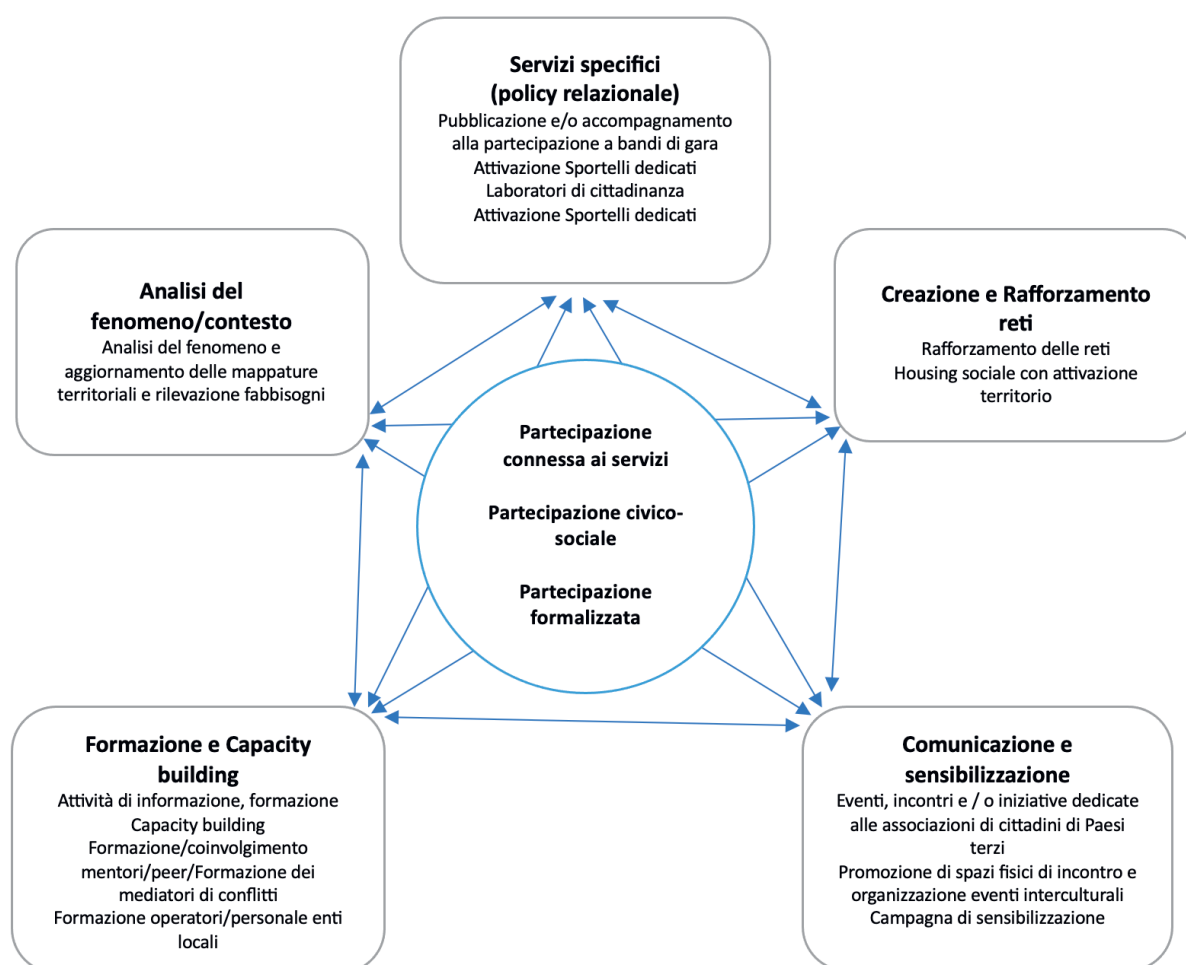 Servizi specifici
(policy relazionale)
Pubblicazione e/o accompagnamento
alla partecipazione a bandi di gara
Attivazione Sportelli dedicati
Laboratori di cittadinanza
Attivazione Sportelli dedicati
Analisi del
fenomeno/contesto
Analisi del fenomeno e
aggiornamento delle mappature
territoriali e rilevazione fabbisogni
Creazione e Rafforzamento
reti
Rafforzamento delle reti
Housing sociale con attivazione
territorio
Partecipazione
connessa ai servizi
Partecipazione civico-
sociale
Partecipazione
formalizzata
Formazione e Capacity
building
Attività di informazione, formazione
Capacity building
Formazione/coinvolgimento
mentori/peer/Formazione dei
mediatori di conflitti
Formazione operatori/personale enti
locali
Comunicazione e
sensibilizzazione
Eventi, incontri e / o iniziative dedicate
alle associazioni di cittadini di Paesi
terzi
Promozione di spazi fisici di incontro e
organizzazione eventi interculturali
Campagna di sensibilizzazione